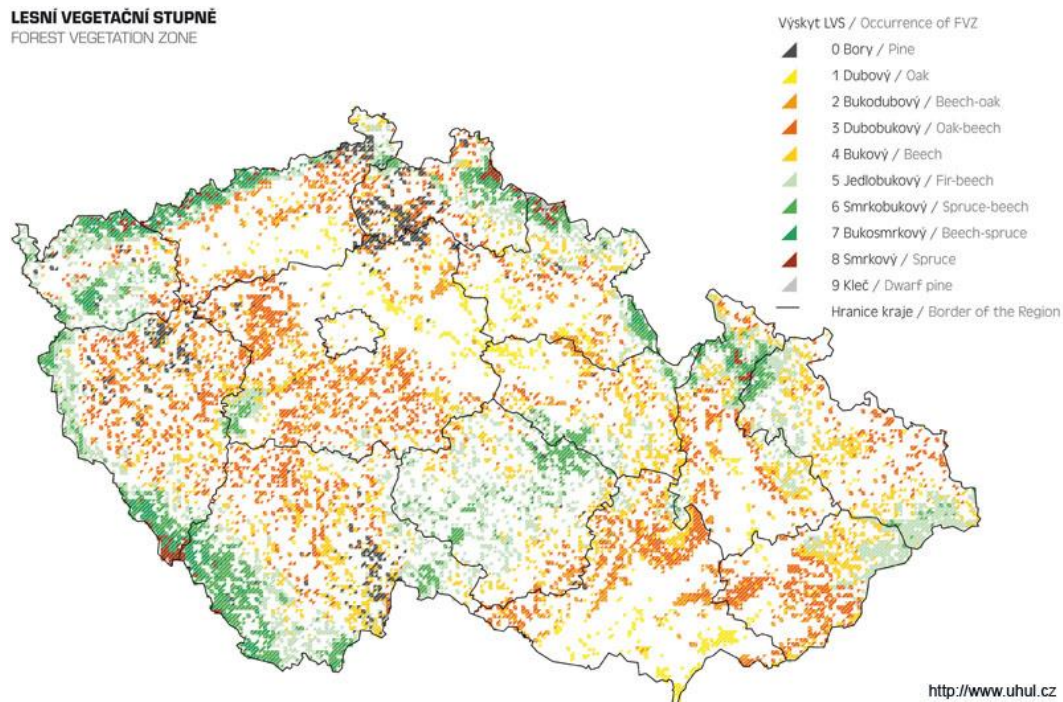 LESNÍ VEGETAČNÍ STUPNĚ
FOREST VEGETATION ZONE
Výskyt LVS / Occurrence of FVZ
0 Bory / Pine
1 Dubový / Oak
2 Bukodubový / Beech-oak
3 Dubobukový / Oak-beech
4 Bukový / Beech
5 Jedlobukový / Fir-beech
6 Smrkobukový / Spruce-beech
7 Bukosmrkový / Beech-spruce
8 Smrkový / Spruce
9 Kleč / Dwarf pine
Hranice kraje / Border of the Region
http://www.uhul.cz